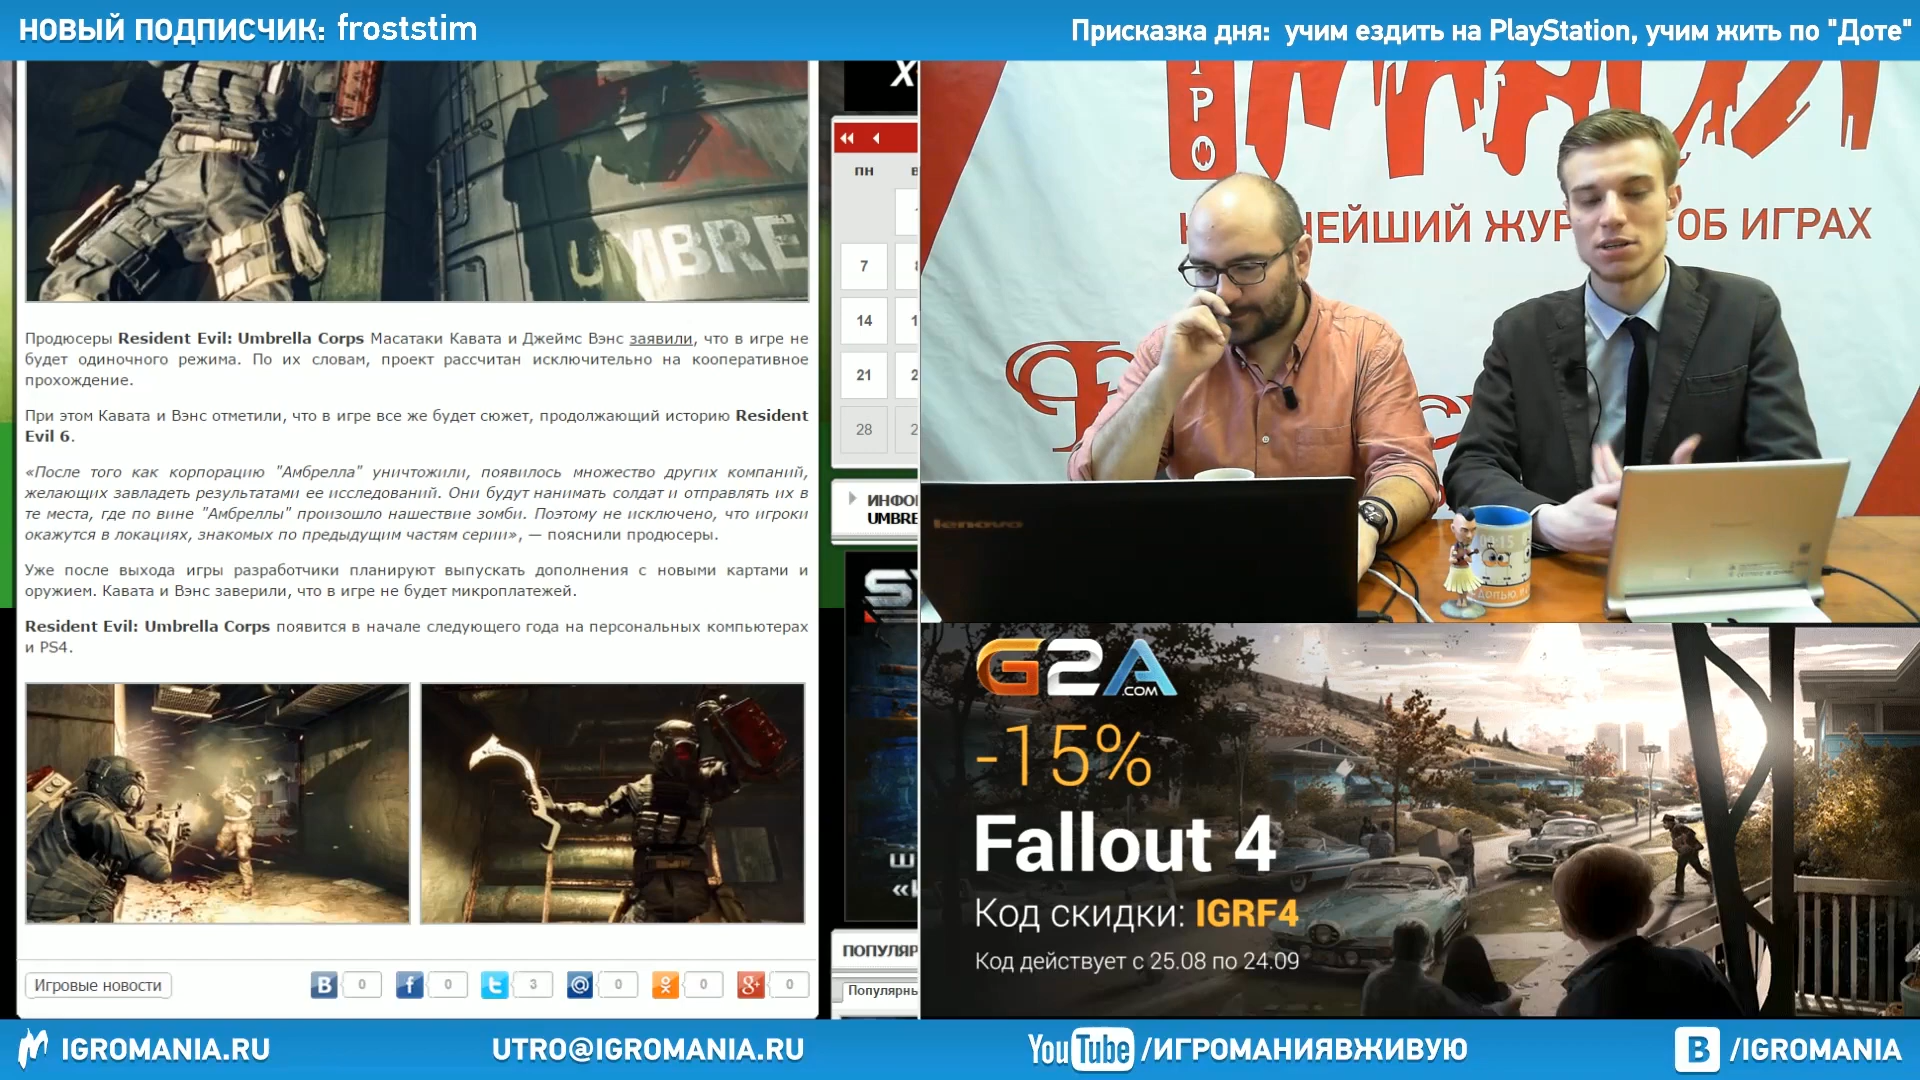 НОВЫЙ ПОДПИСЧИК: froststim
Присказка дня: учим ездить на PlayStation, учим жить по "Доте"
UMBRE
Продюсеры Resident Evil: Umbrella Corps Масатаки Кавата и Джеймс Вэнс заявили, что в игре не
будет одиночного режима. По их словам, проект рассчитан исключительно на кооперативное
прохождение.
При этом Кавата и Вэнс отметили, что в игре все же будет сюжет, продолжающий историю Resident
Evil 6.
«После того как корпорацию "Амбрелла" уничтожили, появилось множество других компаний,
желающих завладеть результатами ее исследований. Они будут нанимать солдат и отправлять их в
те места, где по вине "Амбреллы" произошло нашествие зомби. Поэтому не исключено, что игроки
окажутся в локациях, знакомых по предыдущим частям серии», — пояснили продюсеры.
Уже после выхода игры разработчики планируют выпускать дополнения с новыми картами и
оружием. Кавата и Вэнс заверили, что в игре не будет микроплатежей.
Resident Evil: Umbrella Corps появится в начале следующего года на персональных компьютерах
и PS4.
Игровые новости
B 0 f 0 t 3 @ 0 0 g+ 0
ПН
7
14
21
28
ИНФО
UMBRE
ПОПУЛЯР
Популярнь
ОБ ИГРАХ
lenovo
G2A
.COM
-15%
Fallout 4
Код скидки: IGRF4
Код действует с 25.08 по 24.09
IGROMANIA.RU
UTRO@IGROMANIA.RU
YouTube /ИГРОМАНИЯВЖИВУЮ
B /IGROMANIA